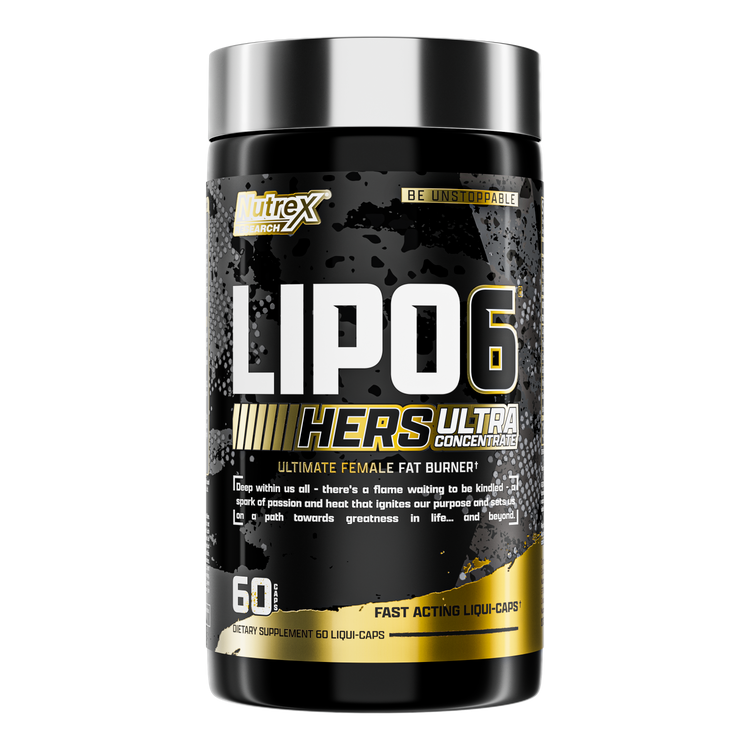 Nutrex
RESEARCH
BE UNSTOPPABLE
LIPO6
HERS ULTRA
CONCENTRATE
ULTIMATE FEMALE FAT BURNER†
Deep within us all - there's a flame waiting to be kindled - a
spark of passion and heat that ignites our purpose and sets us
on a path towards greatness in life... and beyond.
60 CAPS
FAST ACTING LIQUI-CAPS†
DIETARY SUPPLEMENT 60 LIQUI-CAPS